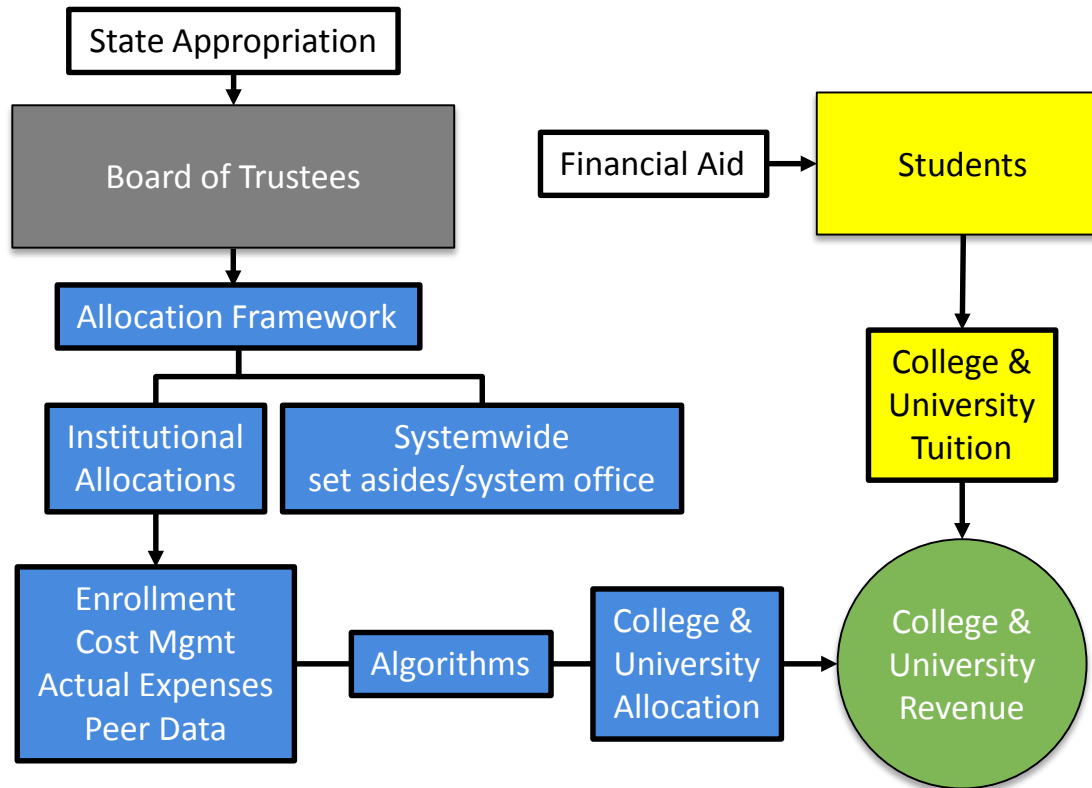 State Appropriation
Board of Trustees
Financial Aid
Students
Allocation Framework
College &
University
Tuition
Institutional
Allocations
Systemwide
set asides/system office
Enrollment
Cost Mgmt
Actual Expenses
Peer Data
Algorithms
College &
University
Allocation
College &
University
Revenue